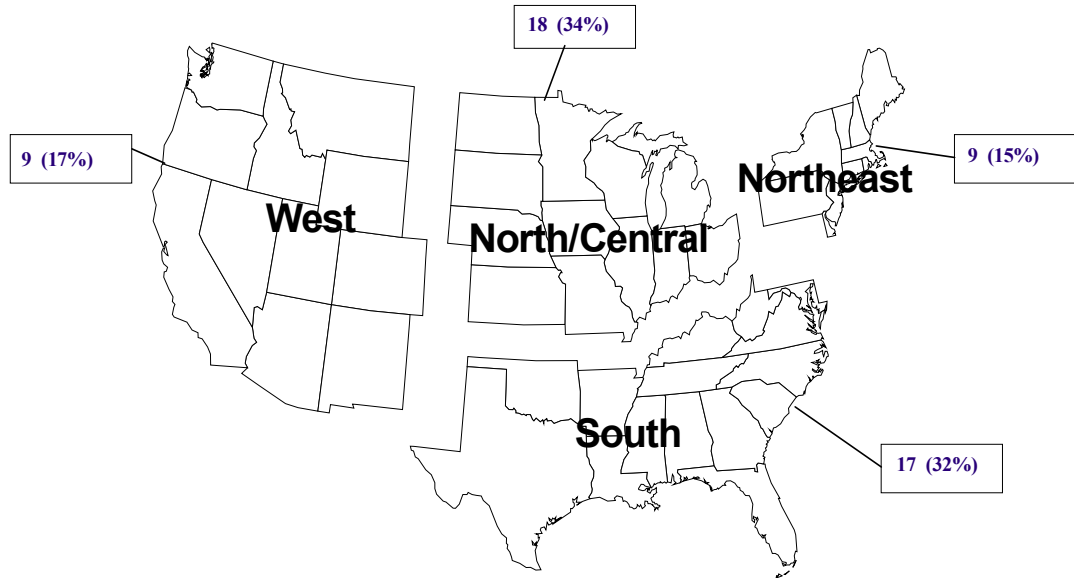 18 (34%)
9 (17%)
9 (15%)
Northeast
West
North/Central
South
17 (32%)